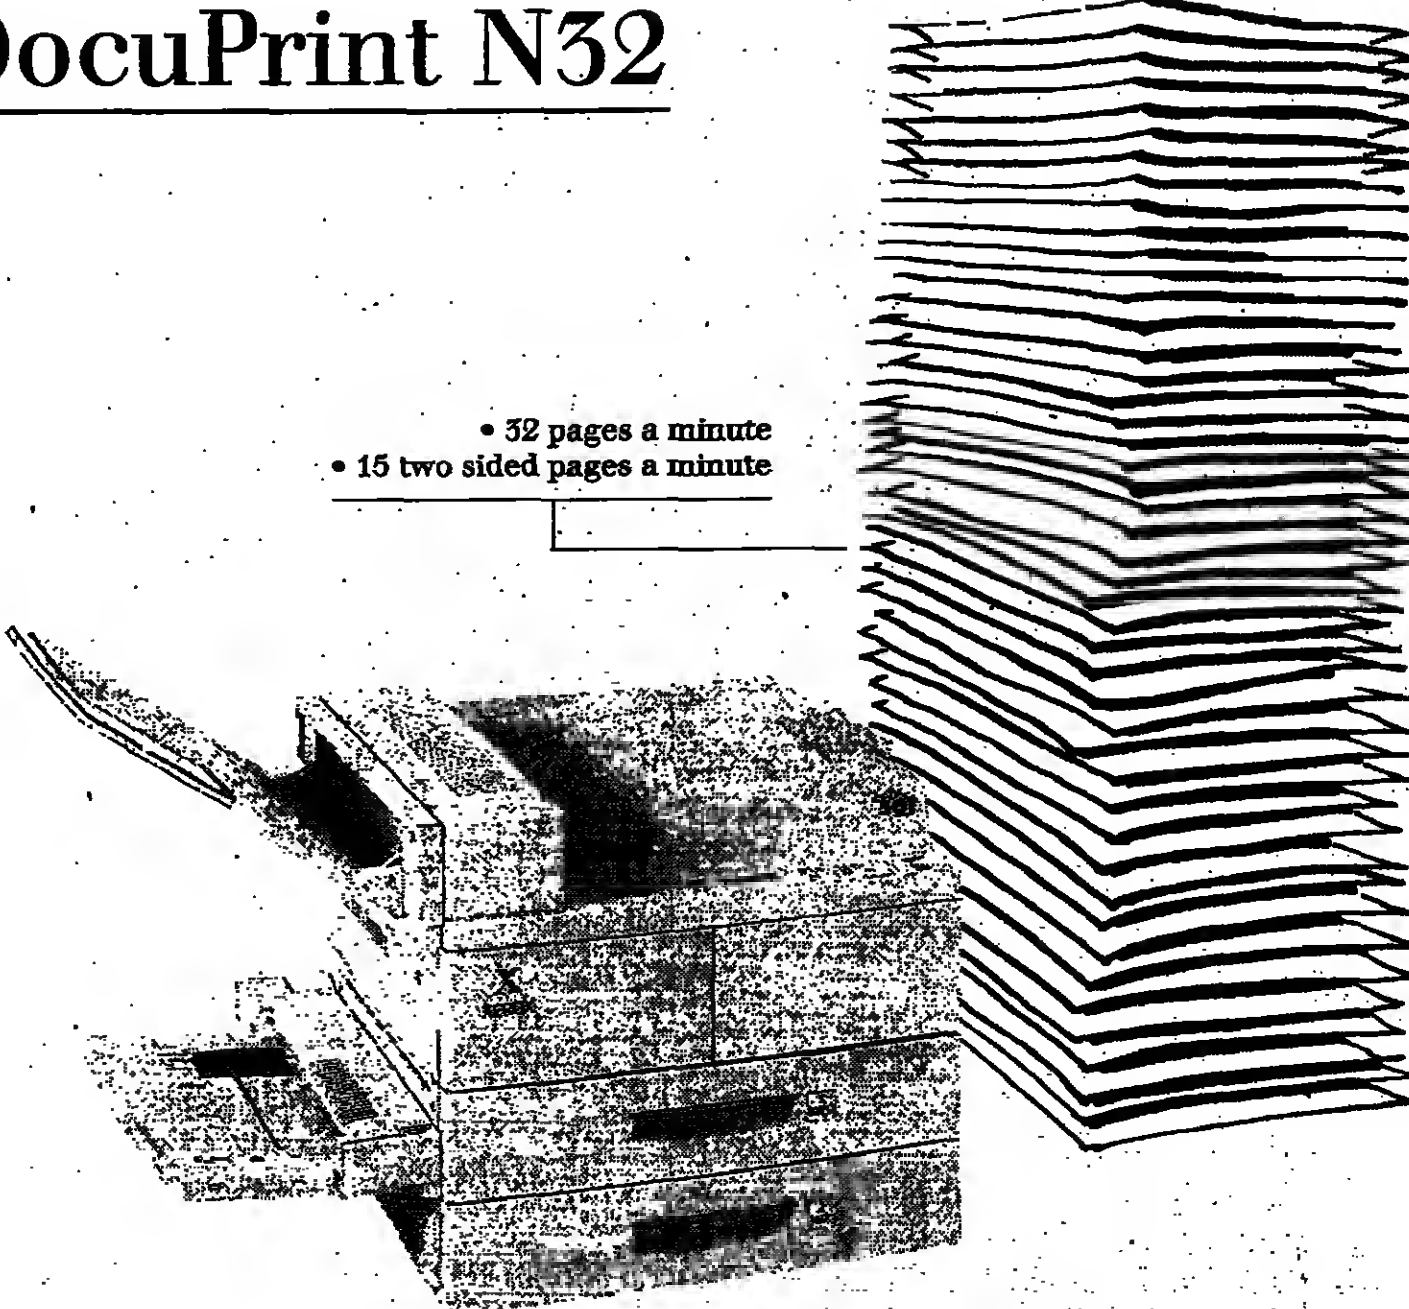 DocuPrint N32
• 32 pages a minute
• 15 two sided pages a minute